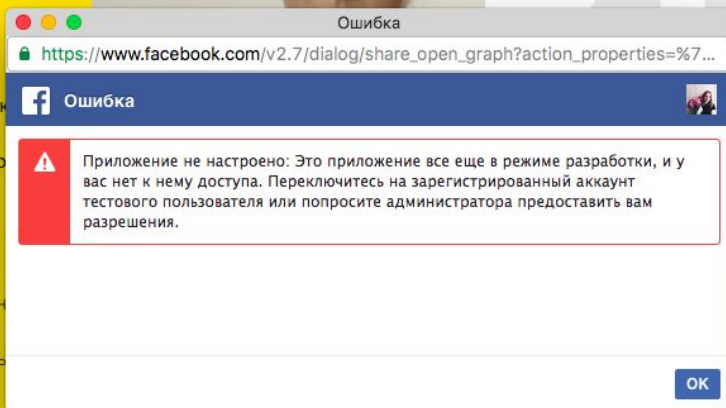 Ошибка
https://www.facebook.com/v2.7/dialog/share_open_graph?action_properties=%7...
Ошибка
Приложение не настроено: Это приложение все еще в режиме разработки, и у
вас нет к нему доступа. Переключитесь на зарегистрированный аккаунт
тестового пользователя или попросите администратора предоставить вам
разрешения.
OK